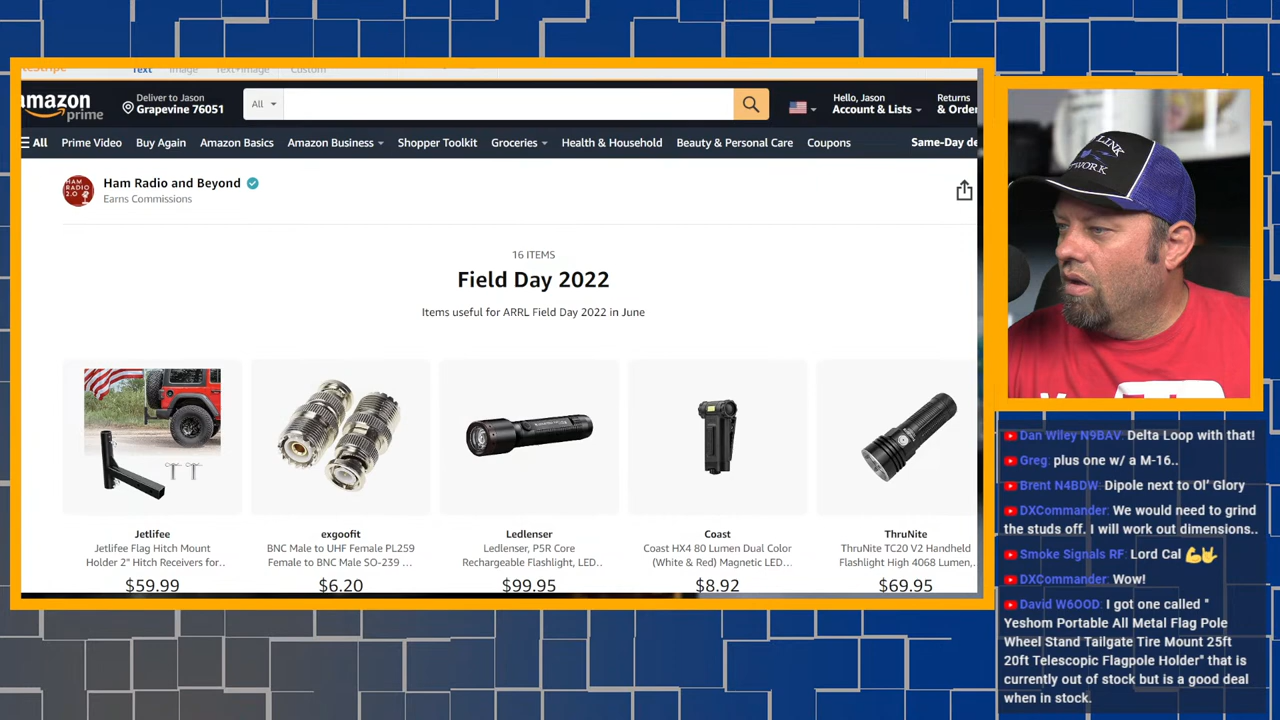 Text Image Text+Image Custom
amazon
prime
Deliver to Jason
Grapevine 76051
All
Hello, Jason
Account & Lists
Returns
& Orde
All Prime Video Buy Again Amazon Basics Amazon Business Shopper Toolkit Groceries Health & Household Beauty & Personal Care Coupons Same-Day de
HAM
RADIO
2.0
Ham Radio and Beyond
Earns Commissions
16 ITEMS
Field Day 2022
Items useful for ARRL Field Day 2022 in June
Jetlifee
Jetlifee Flag Hitch Mount
Holder 2" Hitch Receivers for..
$59.99
exgoofit
BNC Male to UHF Female PL259
Female to BNC Male SO-239 ...
$6.20
Ledlenser
Ledlenser, P5R Core
Rechargeable Flashlight, LED..
$99.95
Coast
Coast HX4 80 Lumen Dual Color
(White & Red) Magnetic LED...
$8.92
ThruNite
ThruNite TC20 V2 Handheld
Flashlight High 4068 Lumen,..
$69.95
Dan Wiley N9BAV: Delta Loop with that!
Greg: plus one w/ a M-16..
Brent N4BDW: Dipole next to Ol' Glory
DXCommander: We would need to grind
the studs off. I will work out dimensions..
Smoke Signals RF: Lord Cal 💪🤟
DXCommander: Wow!
David W6OOD: I got one called "
Yeshom Portable All Metal Flag Pole
Wheel Stand Tailgate Tire Mount 25ft
20ft Telescopic Flagpole Holder" that is
currently out of stock but is a good deal
when in stock.